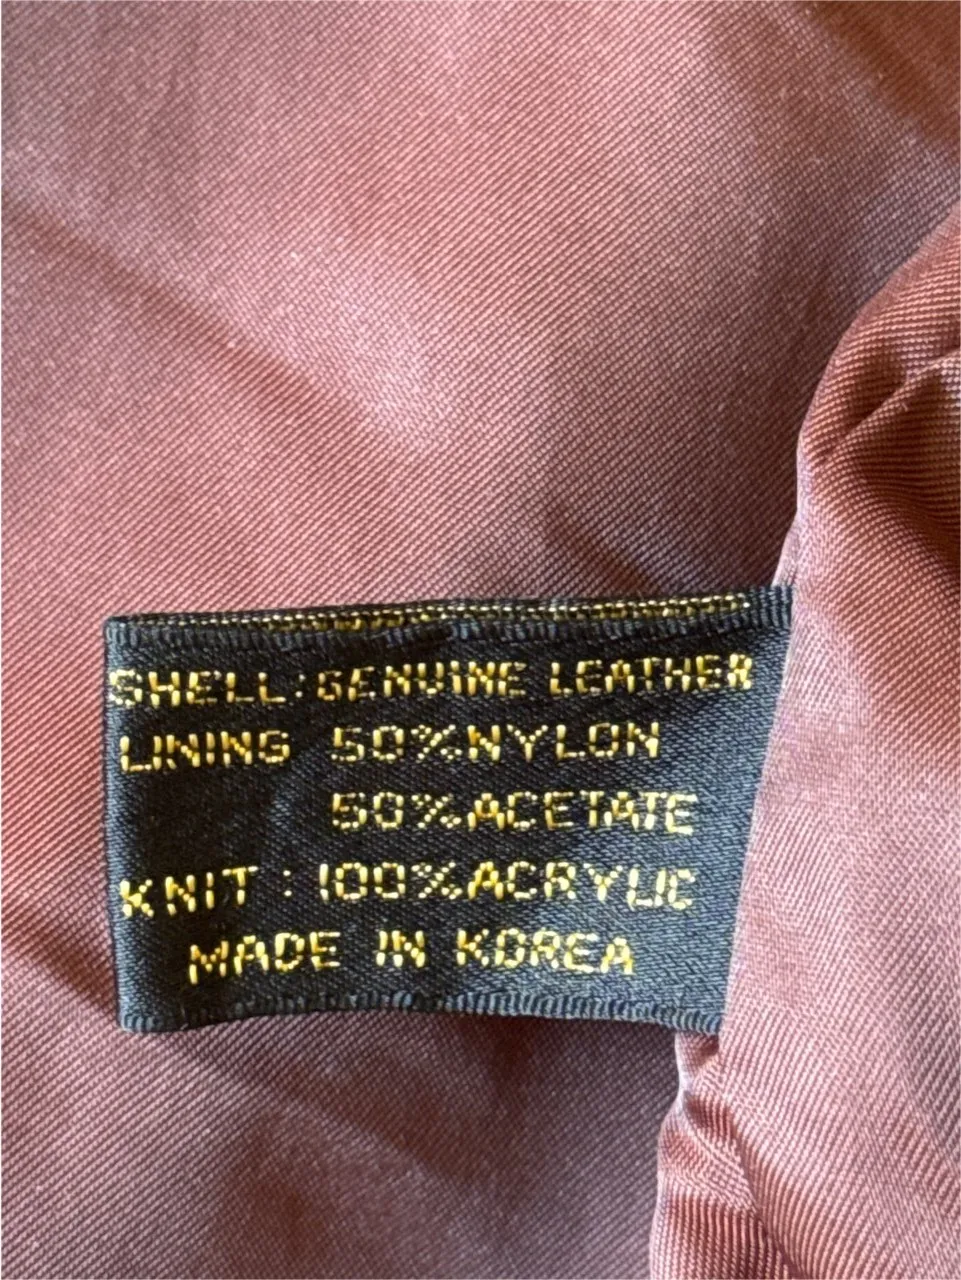 SHELL:GENUINE LEATHER
LINING 50%NYLON
50%ACETATE
KNIT : 100%ACRYLIC
MADE IN KOREA